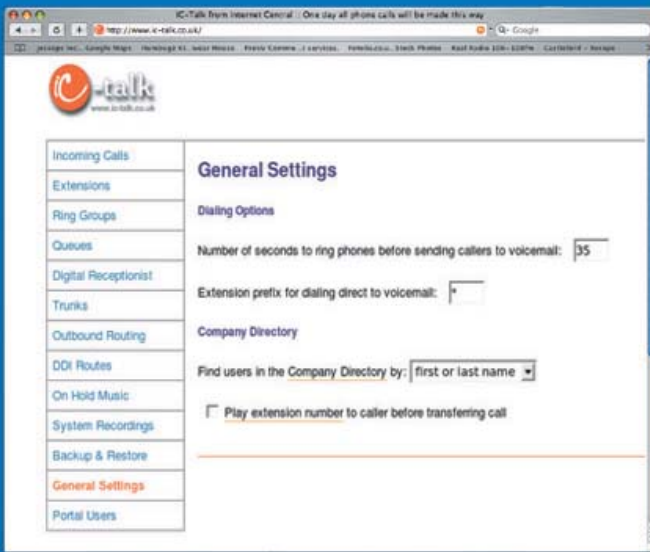 IC-Talk from Internet Central :: One day all phone calls will be made this way
http://www.ic-talk.co.uk/
Google
Google Maps
iC-talk
www.ic-talk.co.uk
Incoming Calls
Extensions
Ring Groups
Queues
Digital Receptionist
Trunks
Outbound Routing
DDI Routes
On Hold Music
System Recordings
Backup & Restore
General Settings
Portal Users
General Settings
Dialing Options
Number of seconds to ring phones before sending callers to voicemail: 35
Extension prefix for dialing direct to voicemail: *
Company Directory
Find users in the Company Directory by: first or last name
Play extension number to caller before transferring call